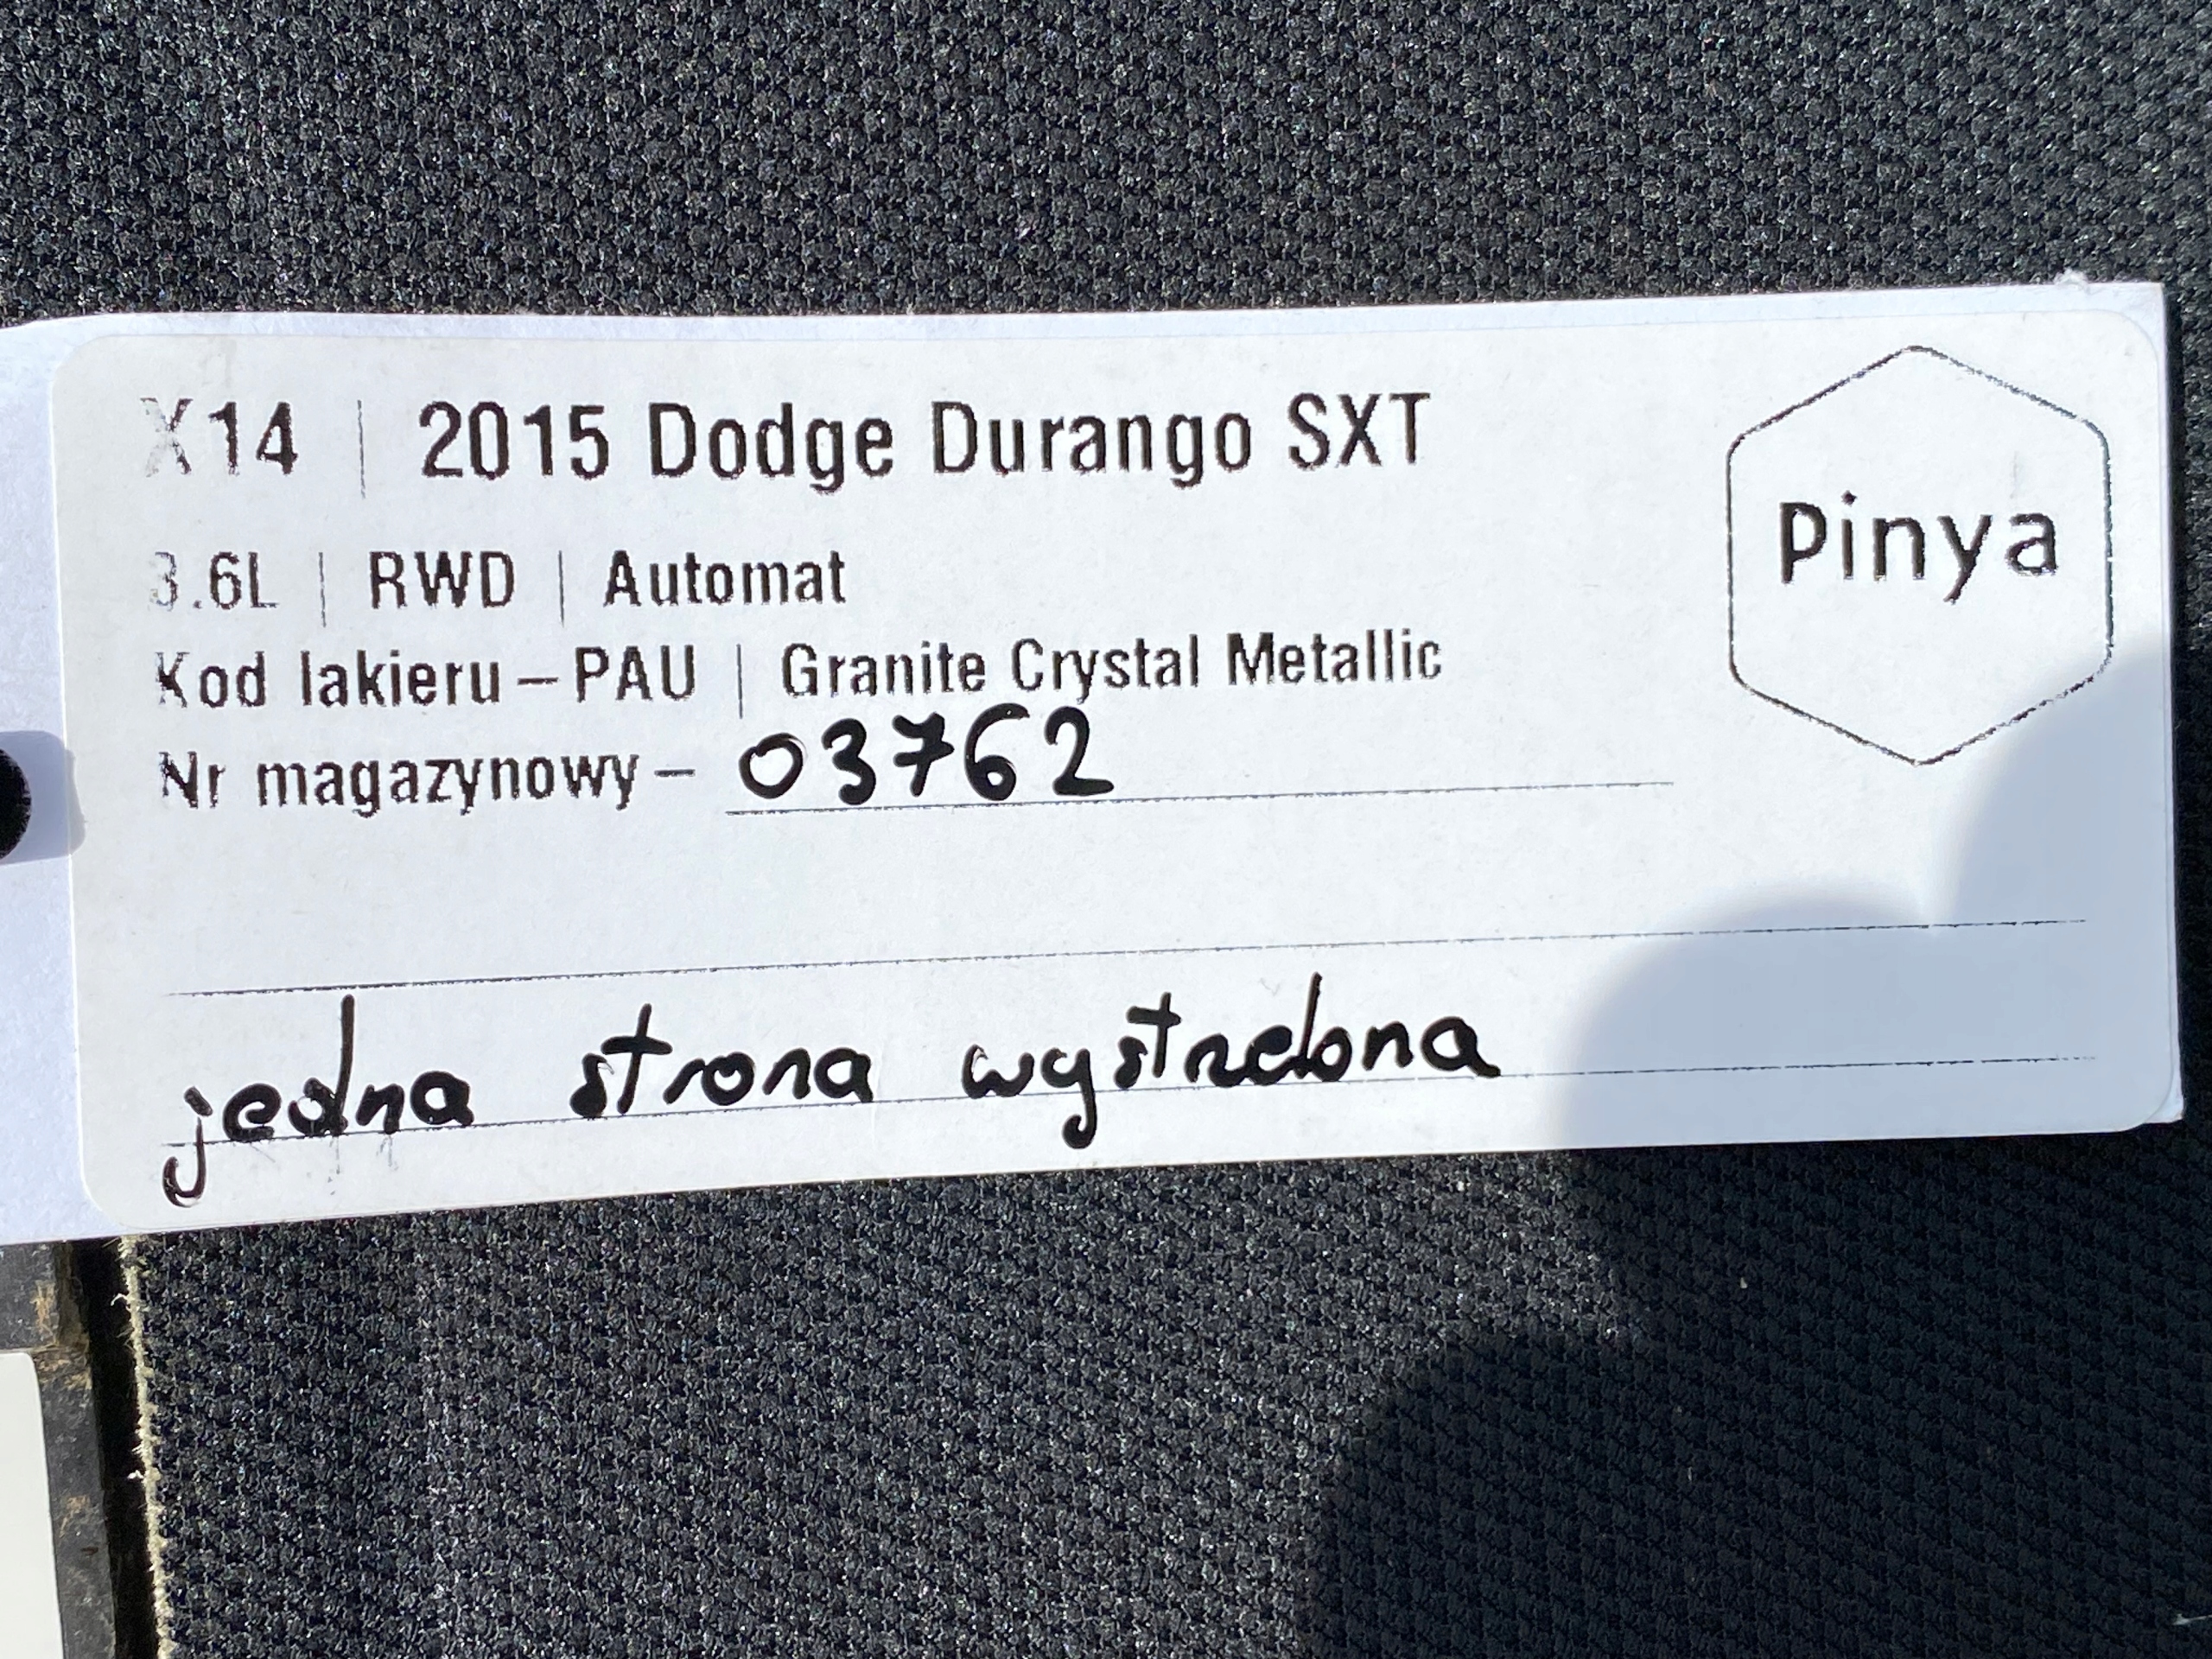 X14 | 2015 Dodge Durango SXT
Pinya
3.6L | RWD | Automat
Kod lakieru – PAU | Granite Crystal Metallic
Nr magazynowy – 03762
jedna strona wystrzelona